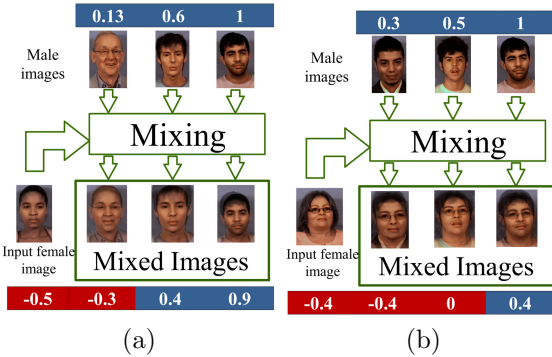 0.13 0.6 1
Male
images
Mixing
Input female
image
Mixed Images
-0.5 -0.3 0.4 0.9
(a)
0.3 0.5 1
Male
images
Mixing
Input female
image
Mixed Images
-0.4 -0.4 0 0.4
(b)